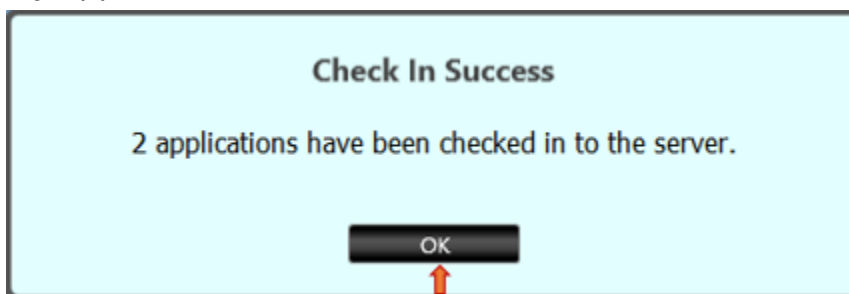 Check In Success
2 applications have been checked in to the server.
OK